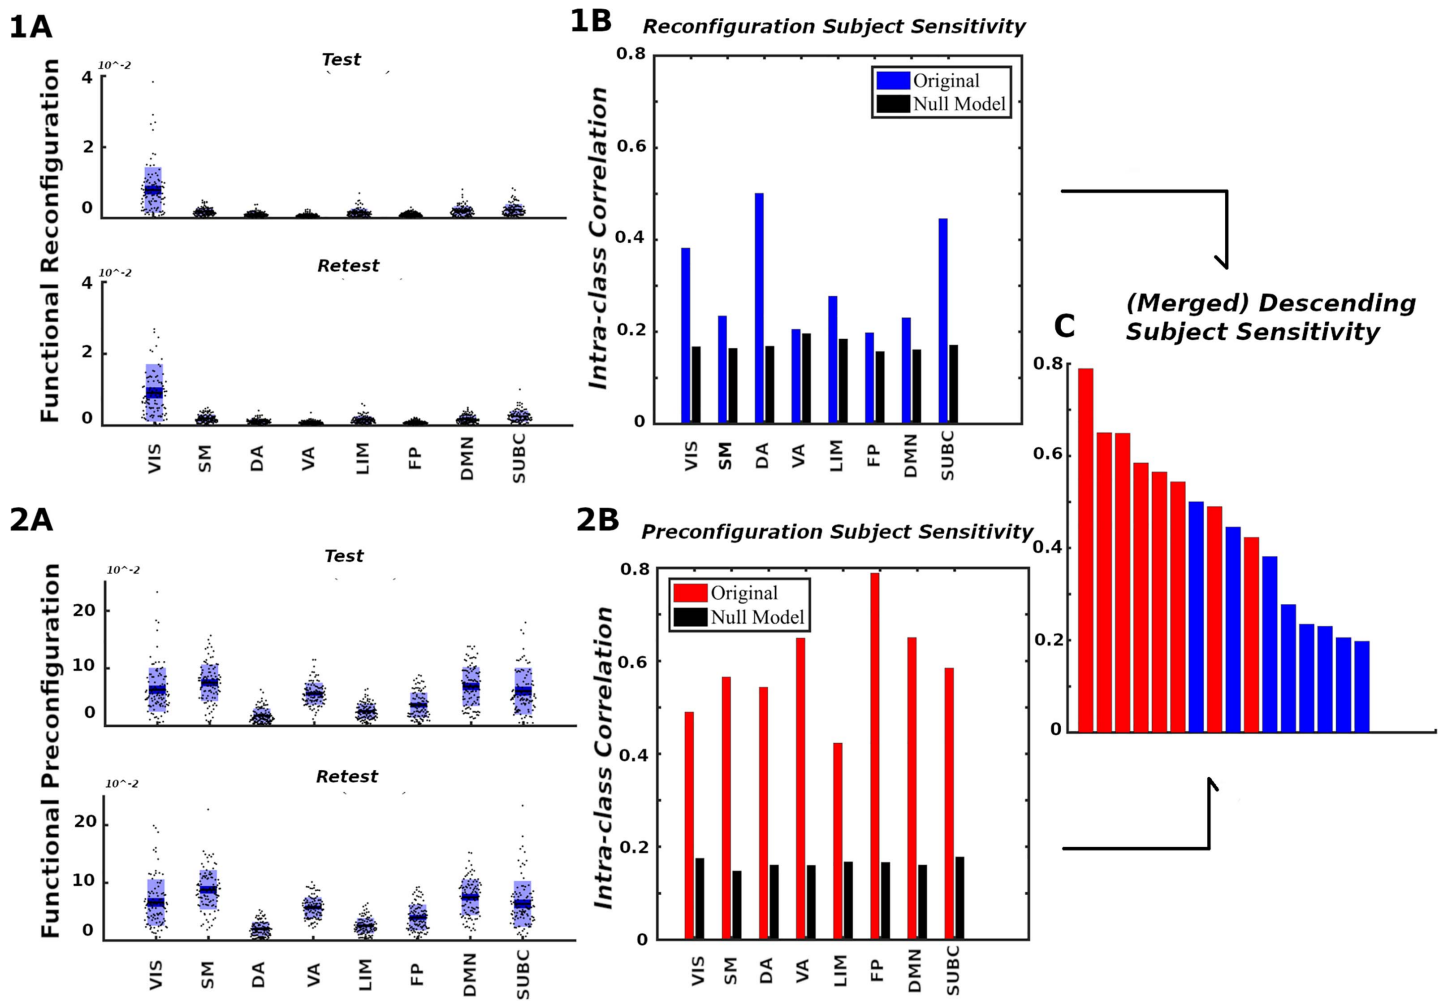 1A
Functional Reconfiguration
10^-2
Test
4
2
0
10^-2
Retest
4
2
0
VIS
SM
DA
VA
LIM
FP
DMN
SUBC
1B
Reconfiguration Subject Sensitivity
Intra-class Correlation
0.8
0.6
0.4
0.2
0
Original
Null Model
VIS
SM
DA
VA
LIM
FP
DMN
SUBC
2A
Functional Preconfiguration
10^-2
Test
20
10
0
10^-2
Retest
20
10
0
VIS
SM
DA
VA
LIM
FP
DMN
SUBC
2B
Preconfiguration Subject Sensitivity
Intra-class Correlation
0.8
0.6
0.4
0.2
0
Original
Null Model
VIS
SM
DA
VA
LIM
FP
DMN
SUBC
C
(Merged) Descending
Subject Sensitivity
0.8
0.6
0.4
0.2
0